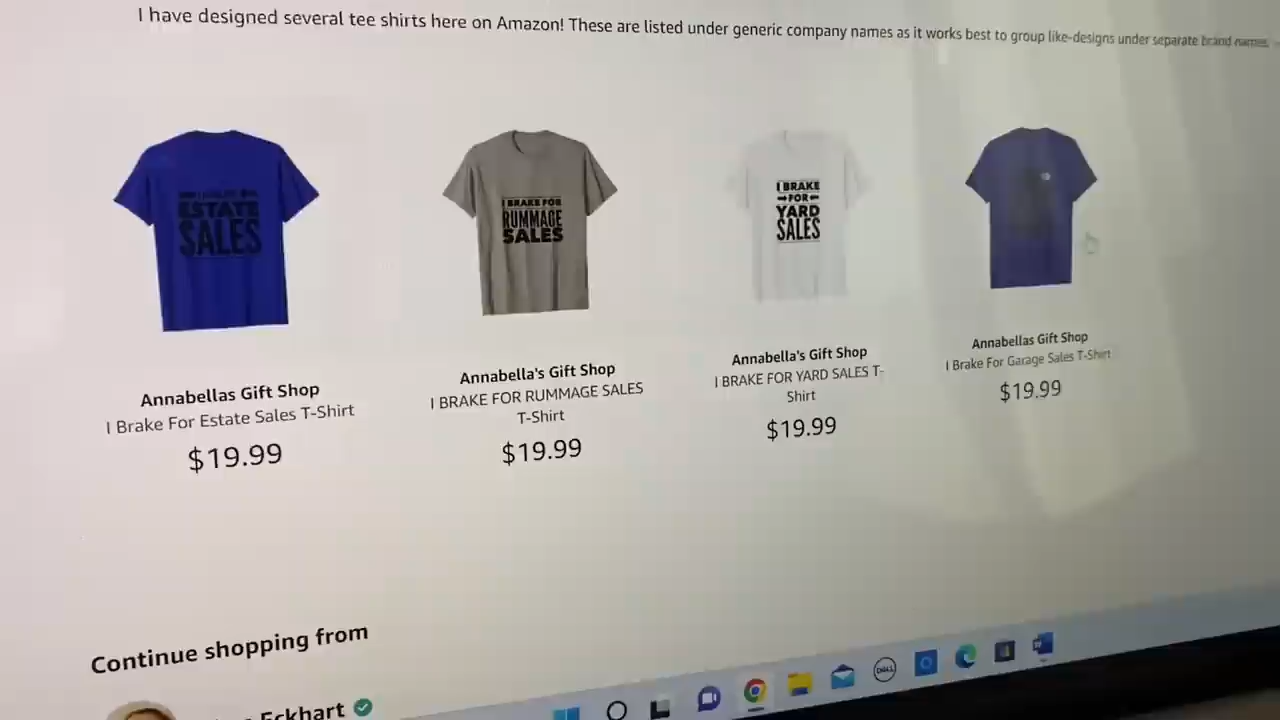 I have designed several tee shirts here on Amazon! These are listed under generic company names as it works best to group like-designs under separate brand names.
ESTATE
SALES
I BRAKE FOR
RUMMAGE
SALES
I BRAKE
FOR
YARD
SALES
Annabellas Gift Shop
I Brake For Estate Sales T-Shirt
$19.99
Annabella's Gift Shop
I BRAKE FOR RUMMAGE SALES
T-Shirt
$19.99
Annabella's Gift Shop
I BRAKE FOR YARD SALES T-
Shirt
$19.99
Annabellas Gift Shop
I Brake For Garage Sales T-Shirt
$19.99
Continue shopping from
Eckhart
DELL